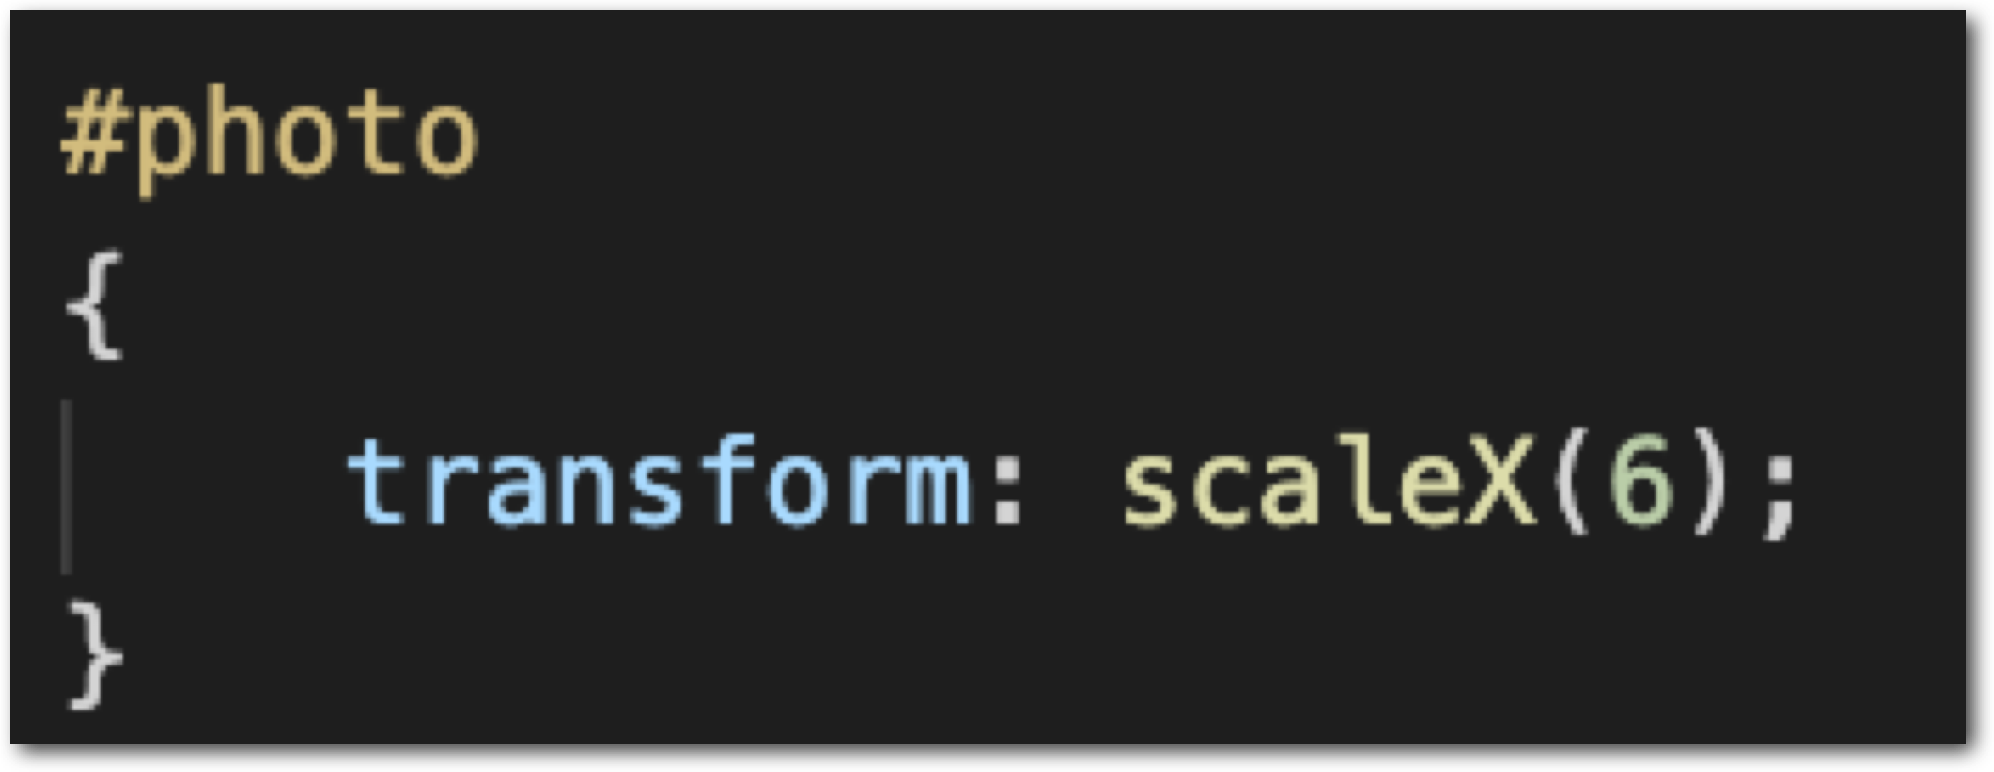 #photo
{
    transform: scaleX(6);
}